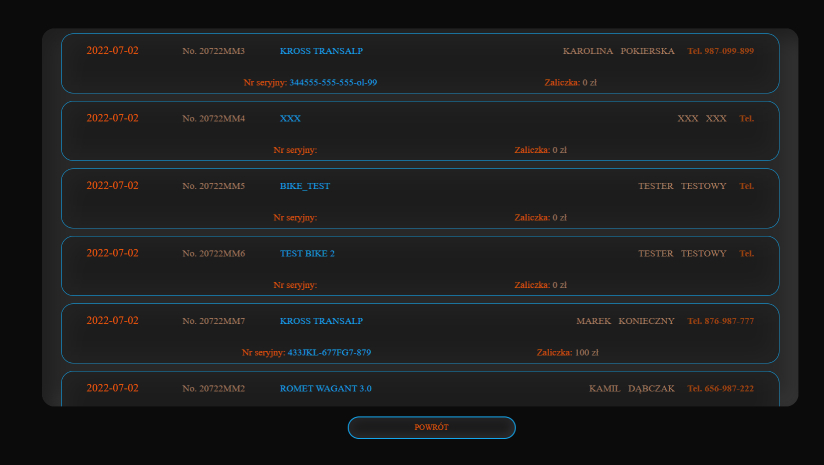 2022-07-02 No. 20722MM3 KROSS TRANSALP KAROLINA POKIERSKA Tel. 987-099-899
Nr seryjny: 344555-555-555-ol-99 Zaliczka: 0 zł
2022-07-02 No. 20722MM4 XXX XXX XXX Tel.
Nr seryjny: Zaliczka: 0 zł
2022-07-02 No. 20722MM5 BIKE_TEST TESTER TESTOWY Tel.
Nr seryjny: Zaliczka: 0 zł
2022-07-02 No. 20722MM6 TEST BIKE 2 TESTER TESTOWY Tel.
Nr seryjny: Zaliczka: 0 zł
2022-07-02 No. 20722MM7 KROSS TRANSALP MAREK KONIECZNY Tel. 876-987-777
Nr seryjny: 433JKL-677FG7-879 Zaliczka: 100 zł
2022-07-02 No. 20722MM2 ROMET WAGANT 3.0 KAMIL DĄBCZAK Tel. 656-987-222
POWRÓT